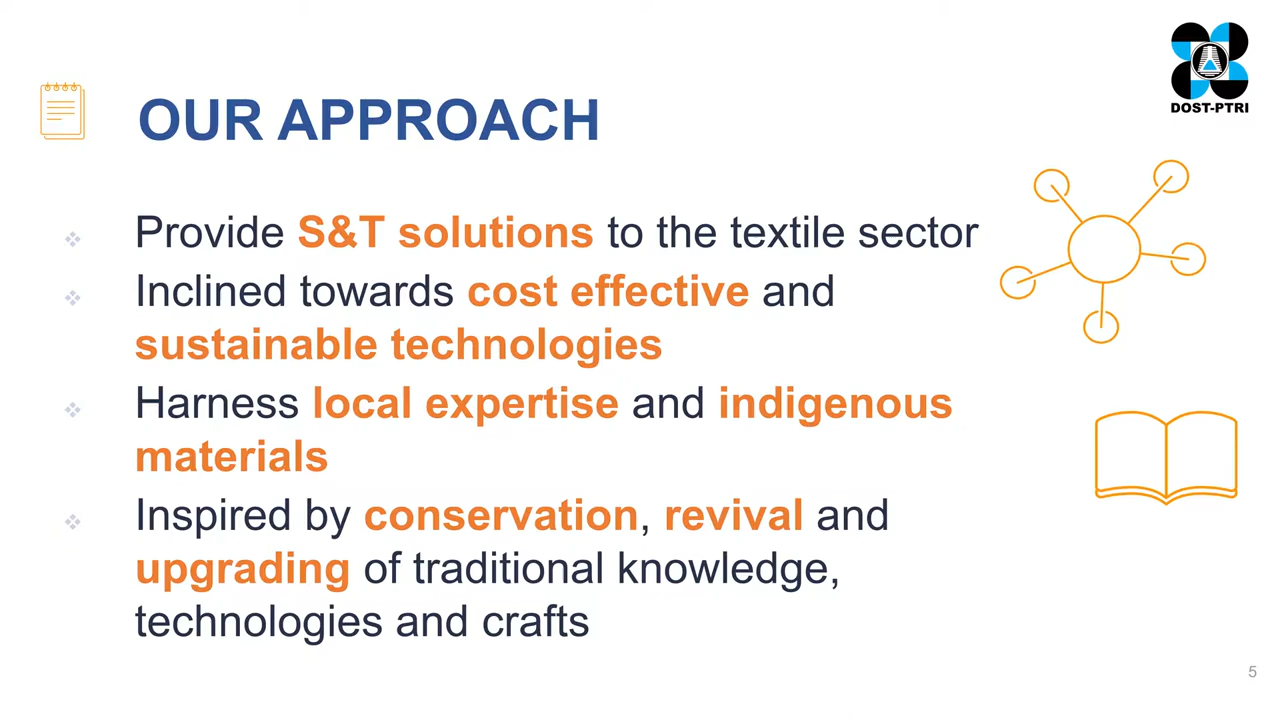 DOST-PTRI
OUR APPROACH
Provide S&T solutions to the textile sector
Inclined towards cost effective and
sustainable technologies
Harness local expertise and indigenous
materials
Inspired by conservation, revival and
upgrading of traditional knowledge,
technologies and crafts
5